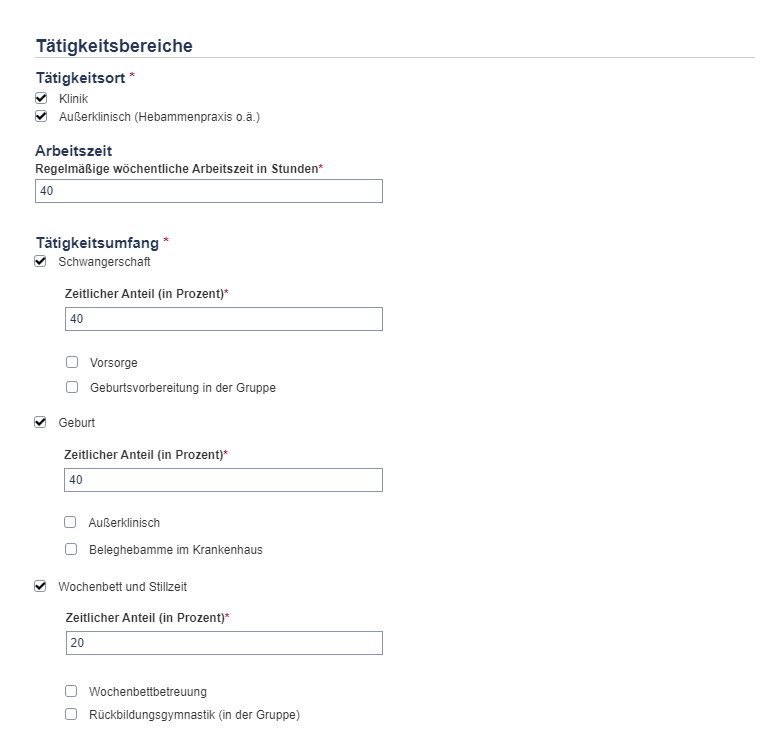 Tätigkeitsbereiche
Tätigkeitsort *
Klinik
Außerklinisch (Hebammenpraxis o.ä.)
Arbeitszeit
Regelmäßige wöchentliche Arbeitszeit in Stunden*
40
Tätigkeitsumfang *
Schwangerschaft
Zeitlicher Anteil (in Prozent)*
40
Vorsorge
Geburtsvorbereitung in der Gruppe
Geburt
Zeitlicher Anteil (in Prozent)*
40
Außerklinisch
Beleghebamme im Krankenhaus
Wochenbett und Stillzeit
Zeitlicher Anteil (in Prozent)*
20
Wochenbettbetreuung
Rückbildungsgymnastik (in der Gruppe)